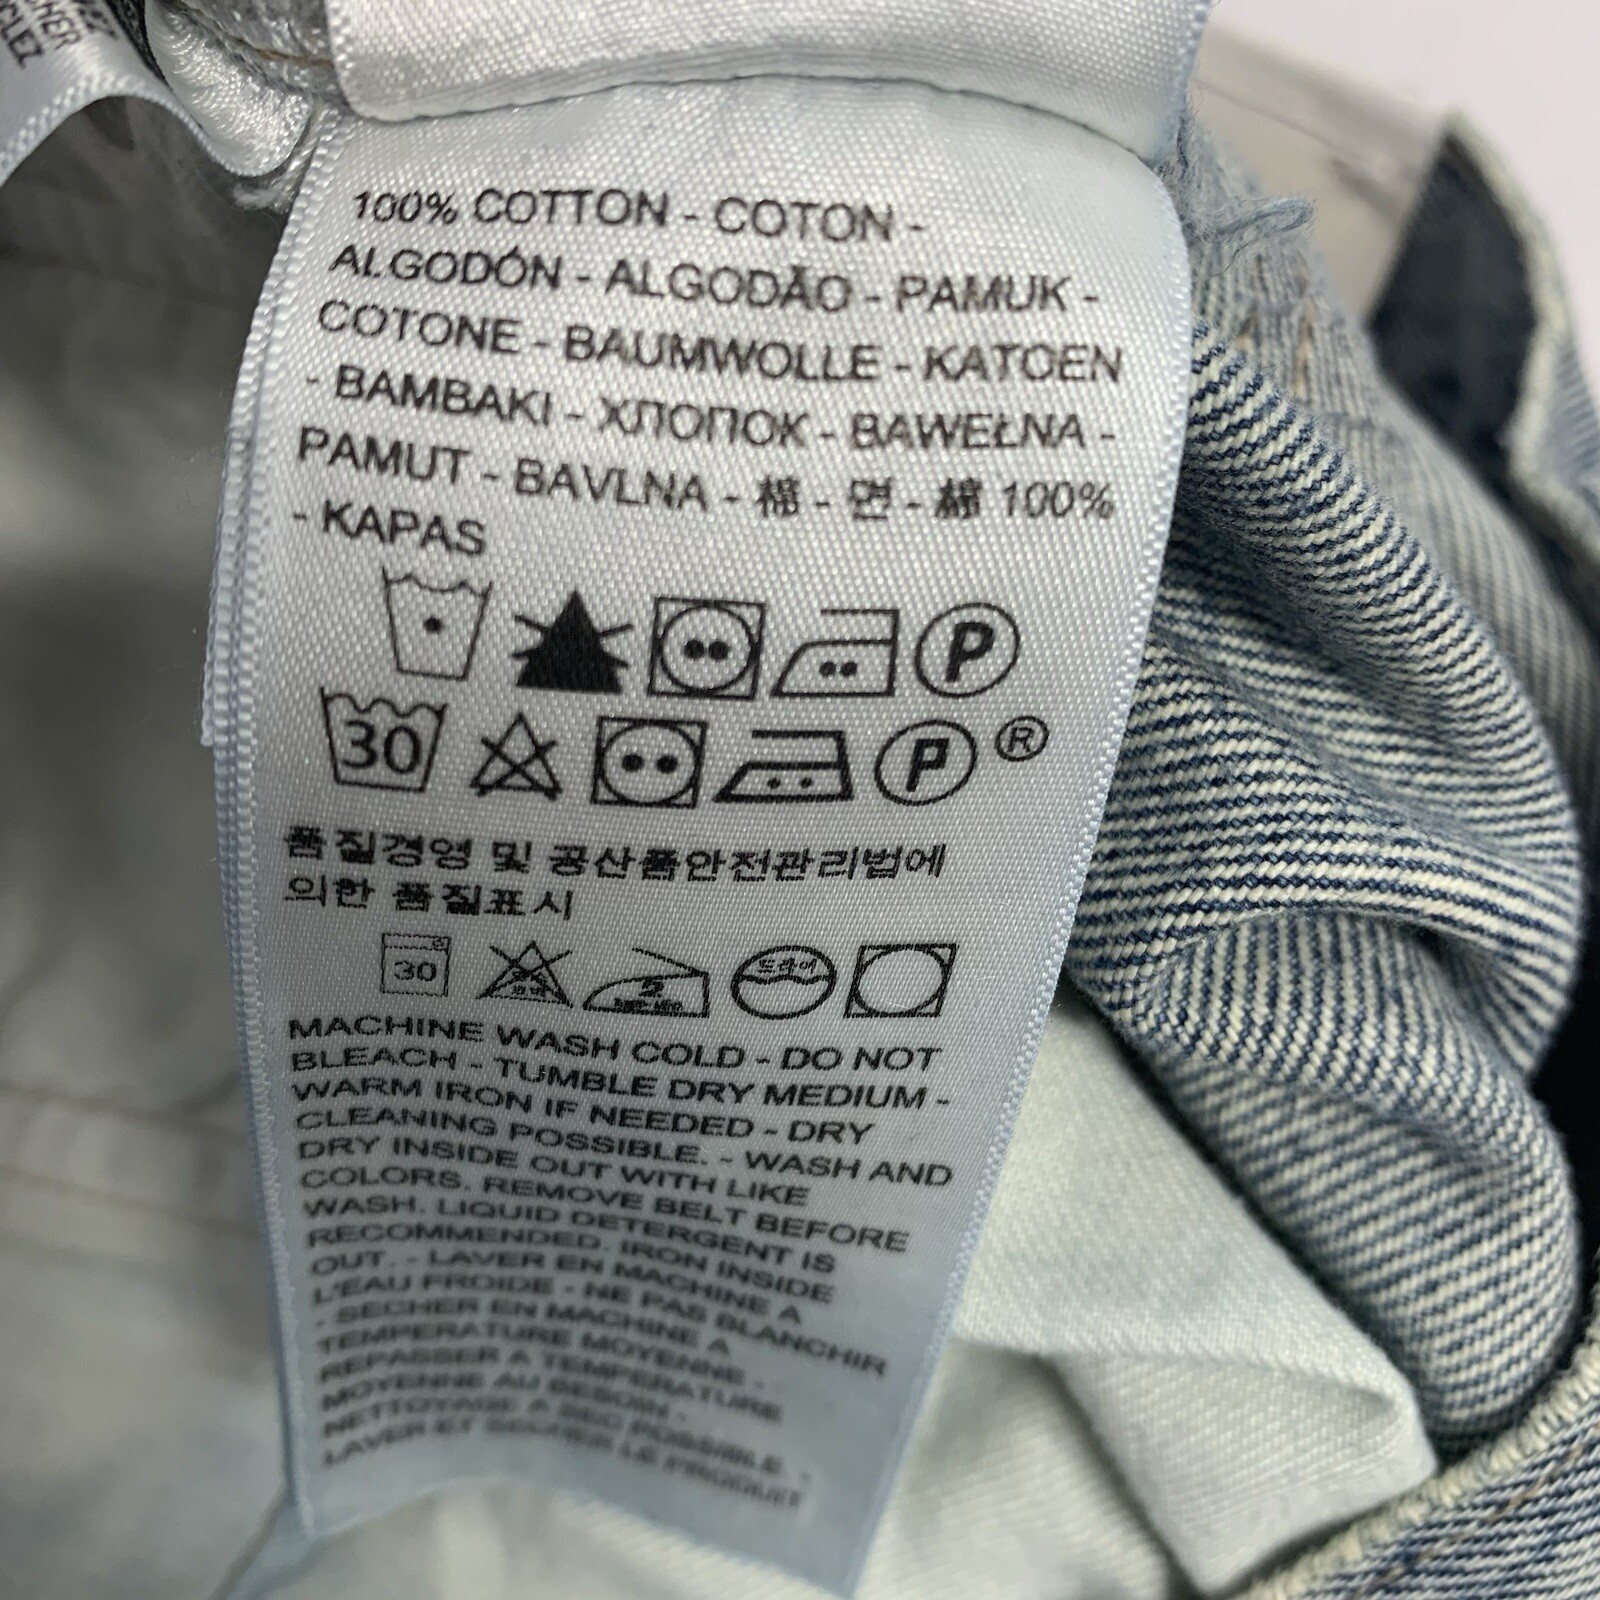 100% COTTON - COTON -
ALGODÓN - ALGODÃO - PAMUK -
COTONE - BAUMWOLLE - KATOEN
- BAMBAKI - ХЛОПОК - BAWEŁNA -
PAMUT - BAVLNA - 棉 - 면 - 綿 100%
- KAPAS
P
30 P ®
품질경영 및 공산품안전관리법에
의한 품질표시
30 드라이
MACHINE WASH COLD - DO NOT
BLEACH - TUMBLE DRY MEDIUM -
WARM IRON IF NEEDED - DRY
CLEANING POSSIBLE. - WASH AND
DRY INSIDE OUT WITH LIKE
COLORS. REMOVE BELT BEFORE
WASH. LIQUID DETERGENT IS
RECOMMENDED. IRON INSIDE
OUT. - LAVER EN MACHINE A
L'EAU FROIDE - NE PAS BLANCHIR
- SECHER EN MACHINE A
TEMPERATURE MOYENNE -
REPASSER A TEMPERATURE
MOYENNE AU BESOIN -
NETTOYAGE A SEC POSSIBLE.
LAVER ET SECHER LE PRODUIT